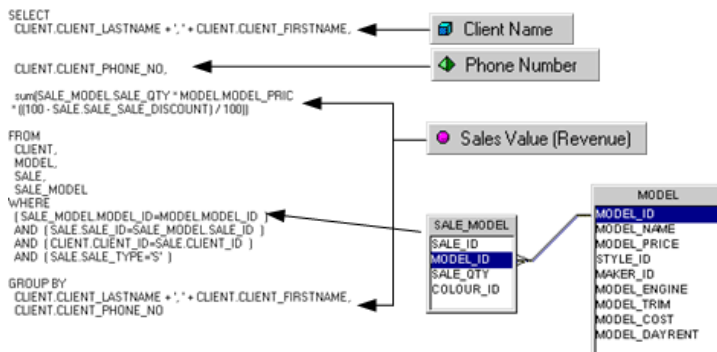 SELECT
CLIENT.CLIENT_LASTNAME + ', ' + CLIENT.CLIENT_FIRSTNAME,
CLIENT.CLIENT_PHONE_NO,
sum(SALE_MODEL.SALE_QTY * MODEL.MODEL_PRIC
* ((100 - SALE.SALE_SALE_DISCOUNT) / 100))
FROM
CLIENT,
MODEL,
SALE,
SALE_MODEL
WHERE
( SALE_MODEL.MODEL_ID=MODEL.MODEL_ID )
AND ( SALE.SALE_ID=SALE_MODEL.SALE_ID )
AND ( CLIENT.CLIENT_ID=SALE.CLIENT_ID )
AND ( SALE.SALE_TYPE='S' )
GROUP BY
CLIENT.CLIENT_LASTNAME + ', ' + CLIENT.CLIENT_FIRSTNAME,
CLIENT.CLIENT_PHONE_NO
Client Name
Phone Number
Sales Value (Revenue)
SALE_MODEL
SALE_ID
MODEL_ID
SALE_QTY
COLOUR_ID
MODEL
MODEL_ID
MODEL_NAME
MODEL_PRICE
STYLE_ID
MAKER_ID
MODEL_ENGINE
MODEL_TRIM
MODEL_COST
MODEL_DAYRENT